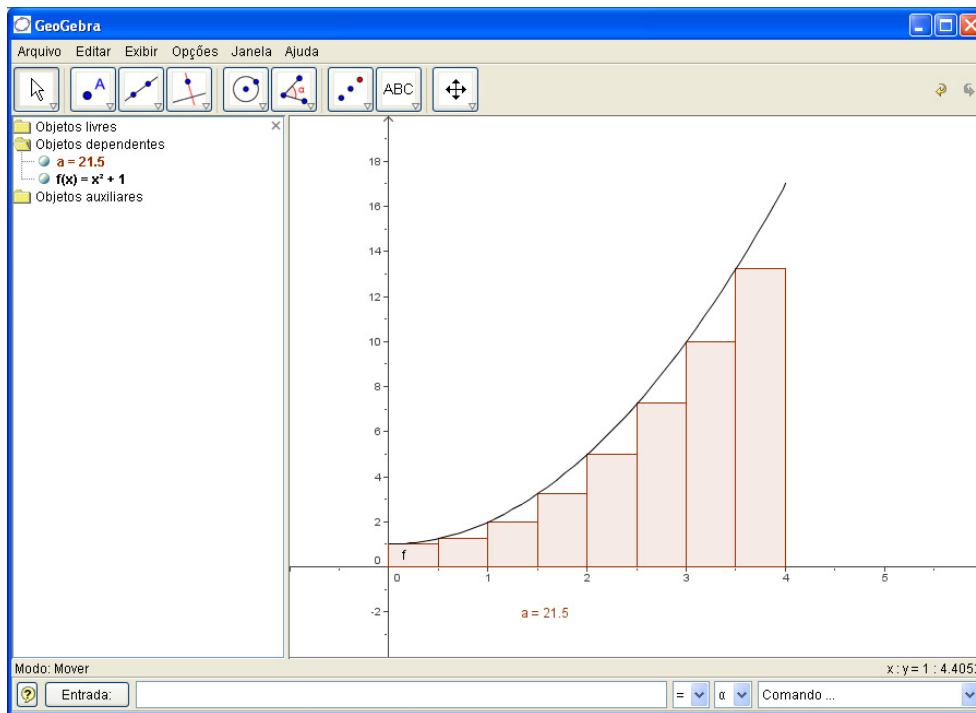 GeoGebra
Arquivo Editar Exibir Opções Janela Ajuda
A
α
ABC
Objetos livres
Objetos dependentes
a = 21.5
f(x) = x² + 1
Objetos auxiliares
18
16
14
12
10
8
6
4
2
0
-2
f
0 1 2 3 4 5
a = 21.5
Modo: Mover
x : y = 1 : 4.4052
Entrada:
= α Comando ...